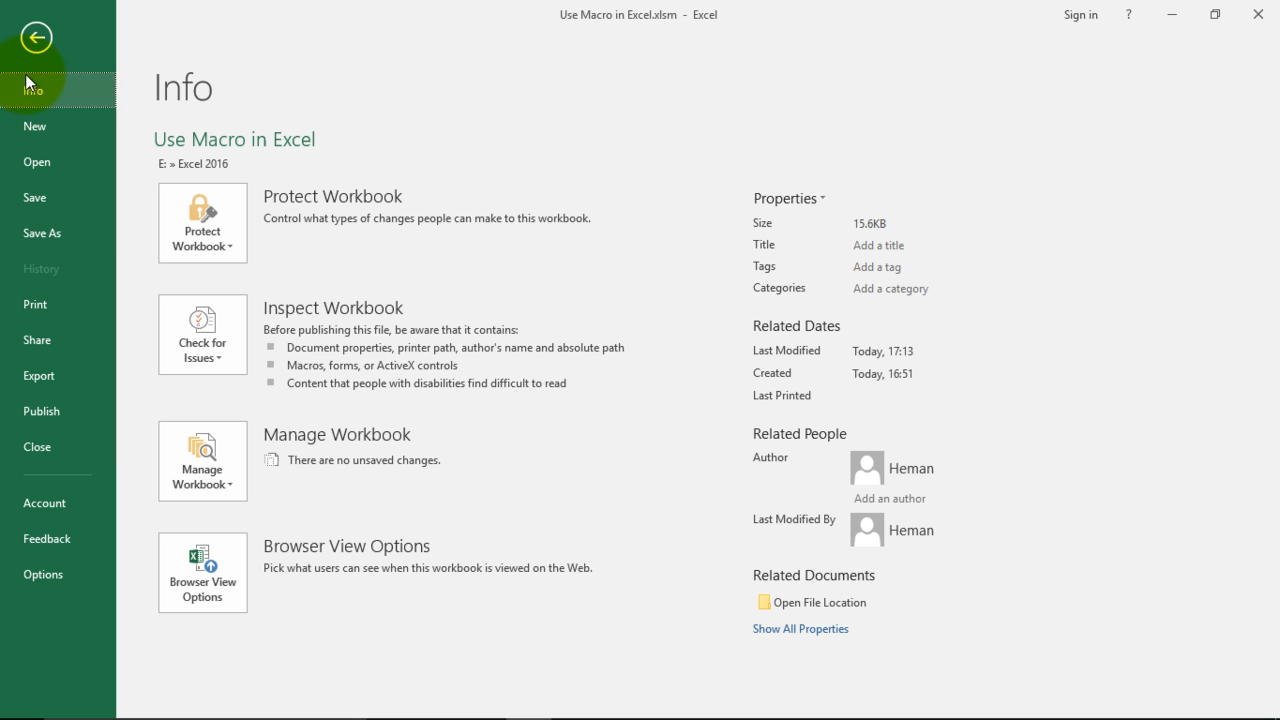 Use Macro in Excel.xlsm - Excel
Sign in
?
Info
New
Open
Save
Save As
History
Print
Share
Export
Publish
Close
Account
Feedback
Options
Info
Use Macro in Excel
E: » Excel 2016
Protect Workbook
Protect Workbook
Control what types of changes people can make to this workbook.
Check for Issues
Inspect Workbook
Before publishing this file, be aware that it contains:
Document properties, printer path, author's name and absolute path
Macros, forms, or ActiveX controls
Content that people with disabilities find difficult to read
Manage Workbook
Manage Workbook
There are no unsaved changes.
Browser View Options
Browser View Options
Pick what users can see when this workbook is viewed on the Web.
Properties
Size 15.6KB
Title Add a title
Tags Add a tag
Categories Add a category
Related Dates
Last Modified Today, 17:13
Created Today, 16:51
Last Printed
Related People
Author Heman
Add an author
Last Modified By Heman
Related Documents
Open File Location
Show All Properties